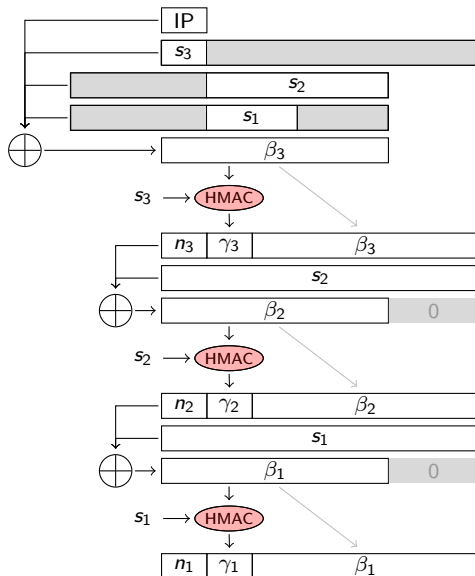 IP
s₃
s₂
s₁
β₃
s₃ HMAC
n₃ γ₃ β₃
s₂
β₂ 0
s₂ HMAC
n₂ γ₂ β₂
s₁
β₁ 0
s₁ HMAC
n₁ γ₁ β₁